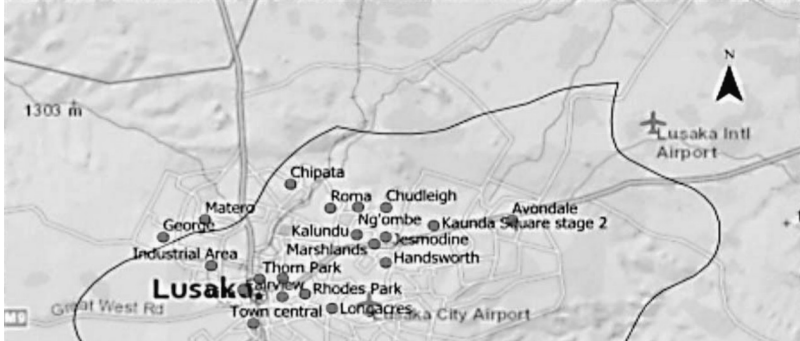 N
1303 m
Lusaka Intl
Airport
Chipata
Matero
Roma
Chudleigh
Avondale
George
Ng'ombe
Kaunda Square stage 2
Kalundu
Jesmodine
Marshlands
Industrial Area
Handsworth
Thorn Park
Lusaka
Fairview
Rhodes Park
Great West Rd
Town central
Longacres
Lusaka City Airport